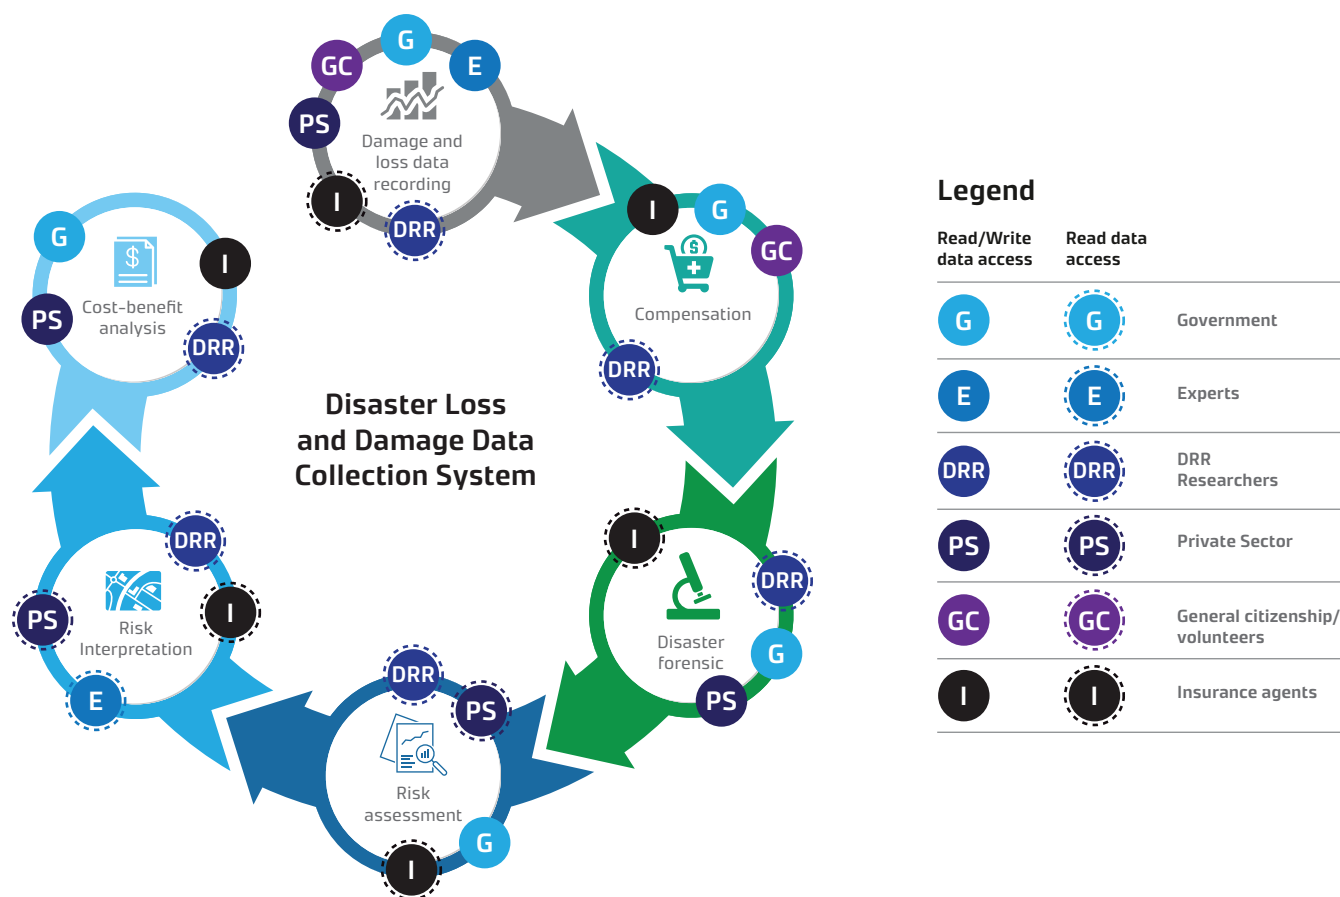 G
GC
E
PS
Damage and
loss data
recording
I
DRR
I
G
GC
Compensation
DRR
G
$
I
PS
Cost-benefit
analysis
DRR
Disaster Loss
and Damage Data
Collection System
I
DRR
Disaster
forensic
G
PS
DRR
PS
I
Risk
Interpretation
E
DRR
PS
Risk
assessment
G
I
Legend
Read/Write
data access
Read data
access
G
G
Government
E
E
Experts
DRR
DRR
DRR
Researchers
PS
PS
Private Sector
GC
GC
General citizenship/
volunteers
I
I
Insurance agents